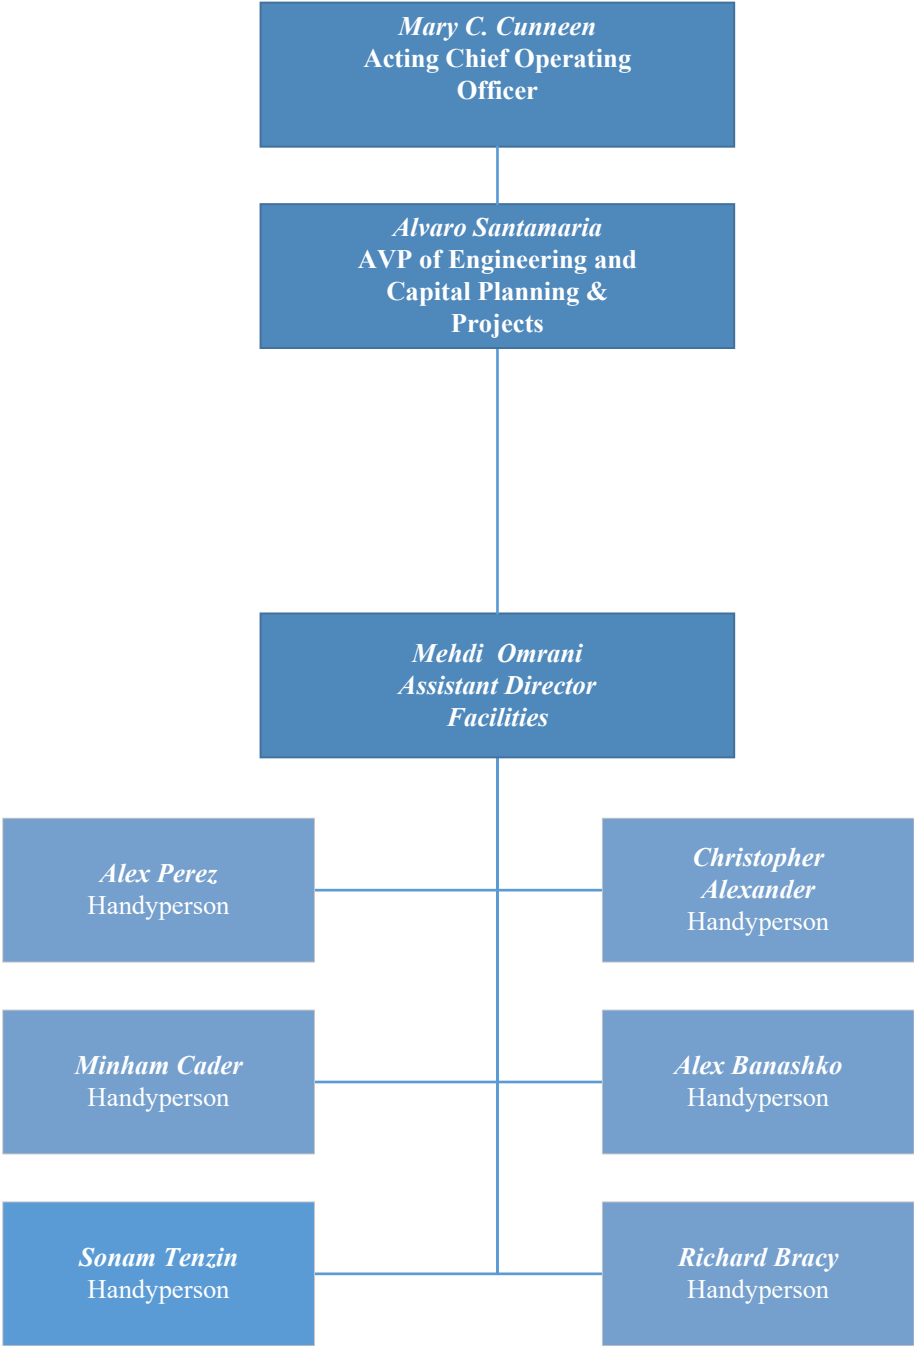 Mary C. Cunneen
Acting Chief Operating
Officer
Alvaro Santamaria
AVP of Engineering and
Capital Planning &
Projects
Mehdi  Omrani
Assistant Director
Facilities
Alex Perez
Handyperson
Christopher
Alexander
Handyperson
Minham Cader
Handyperson
Alex Banashko
Handyperson
Sonam Tenzin
Handyperson
Richard Bracy
Handyperson